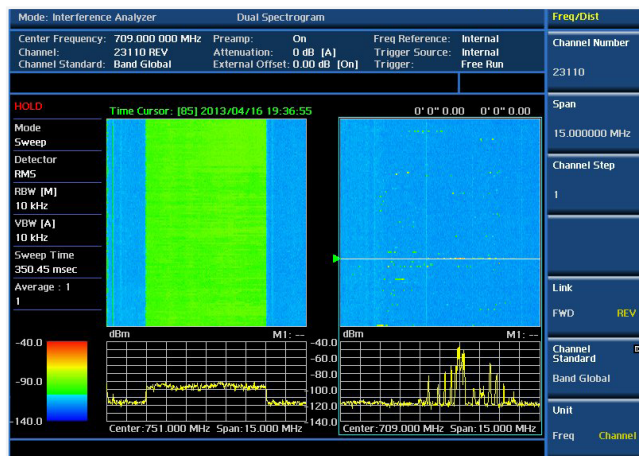 Mode: Interference Analyzer Dual Spectrogram
Freq/Dist
Center Frequency: 709.000 000 MHz Preamp: On Freq Reference: Internal
Channel: 23110 REV Attenuation: 0 dB [A] Trigger Source: Internal
Channel Standard: Band Global External Offset: 0.00 dB [On] Trigger: Free Run
Channel Number
23110
HOLD
Time Cursor: [85] 2013/04/16 19:36:55
0' 0" 0.00 0' 0" 0.00
Mode
Sweep
Detector
RMS
RBW [M]
10 kHz
VBW [A]
10 kHz
Sweep Time
350.45 msec
Average : 1
1
Span
15.000000 MHz
Channel Step
1
Link
FWD REV
Channel Standard
Band Global
Unit
Freq Channel
dBm M1: --
dBm M1: --
-40.0
-90.0
-140.0
-40.0
-60.0
-80.0
-100.0
-120.0
-140.0
Center:751.000 MHz Span:15.000 MHz
Center:709.000 MHz Span:15.000 MHz